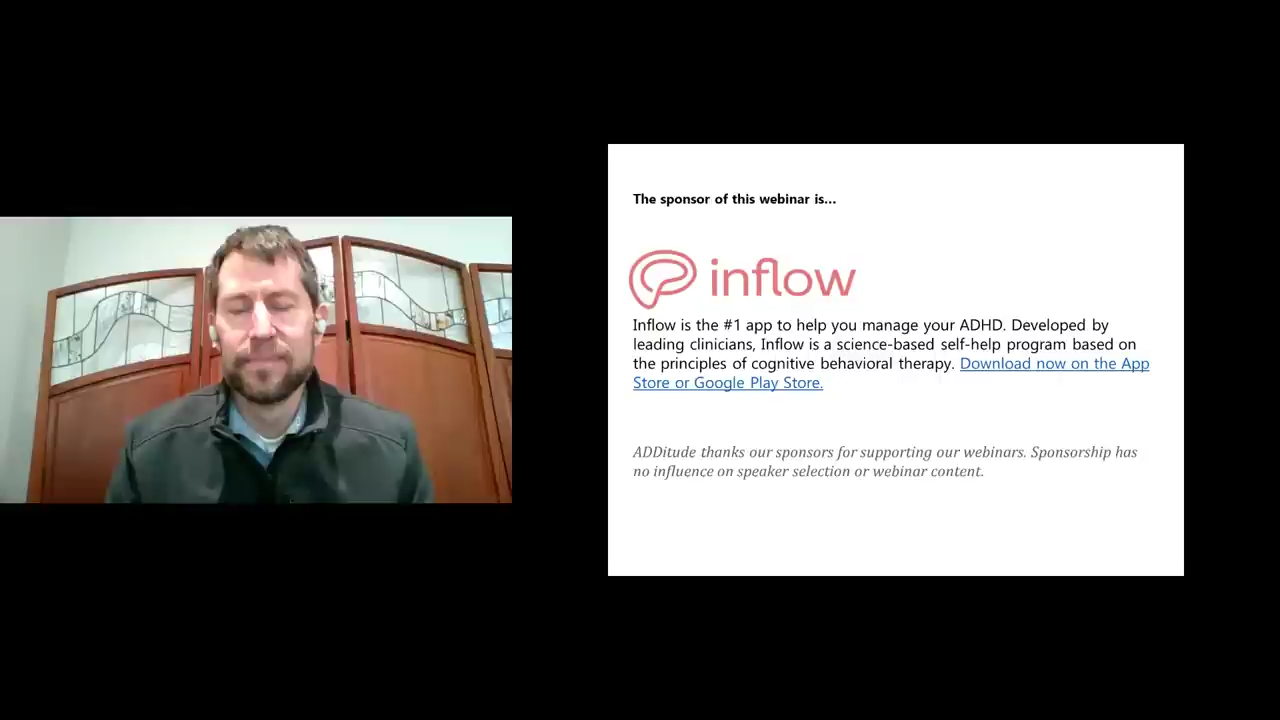 The sponsor of this webinar is...
inflow
Inflow is the #1 app to help you manage your ADHD. Developed by
leading clinicians, Inflow is a science-based self-help program based on
the principles of cognitive behavioral therapy. Download now on the App
Store or Google Play Store.
ADDitude thanks our sponsors for supporting our webinars. Sponsorship has
no influence on speaker selection or webinar content.